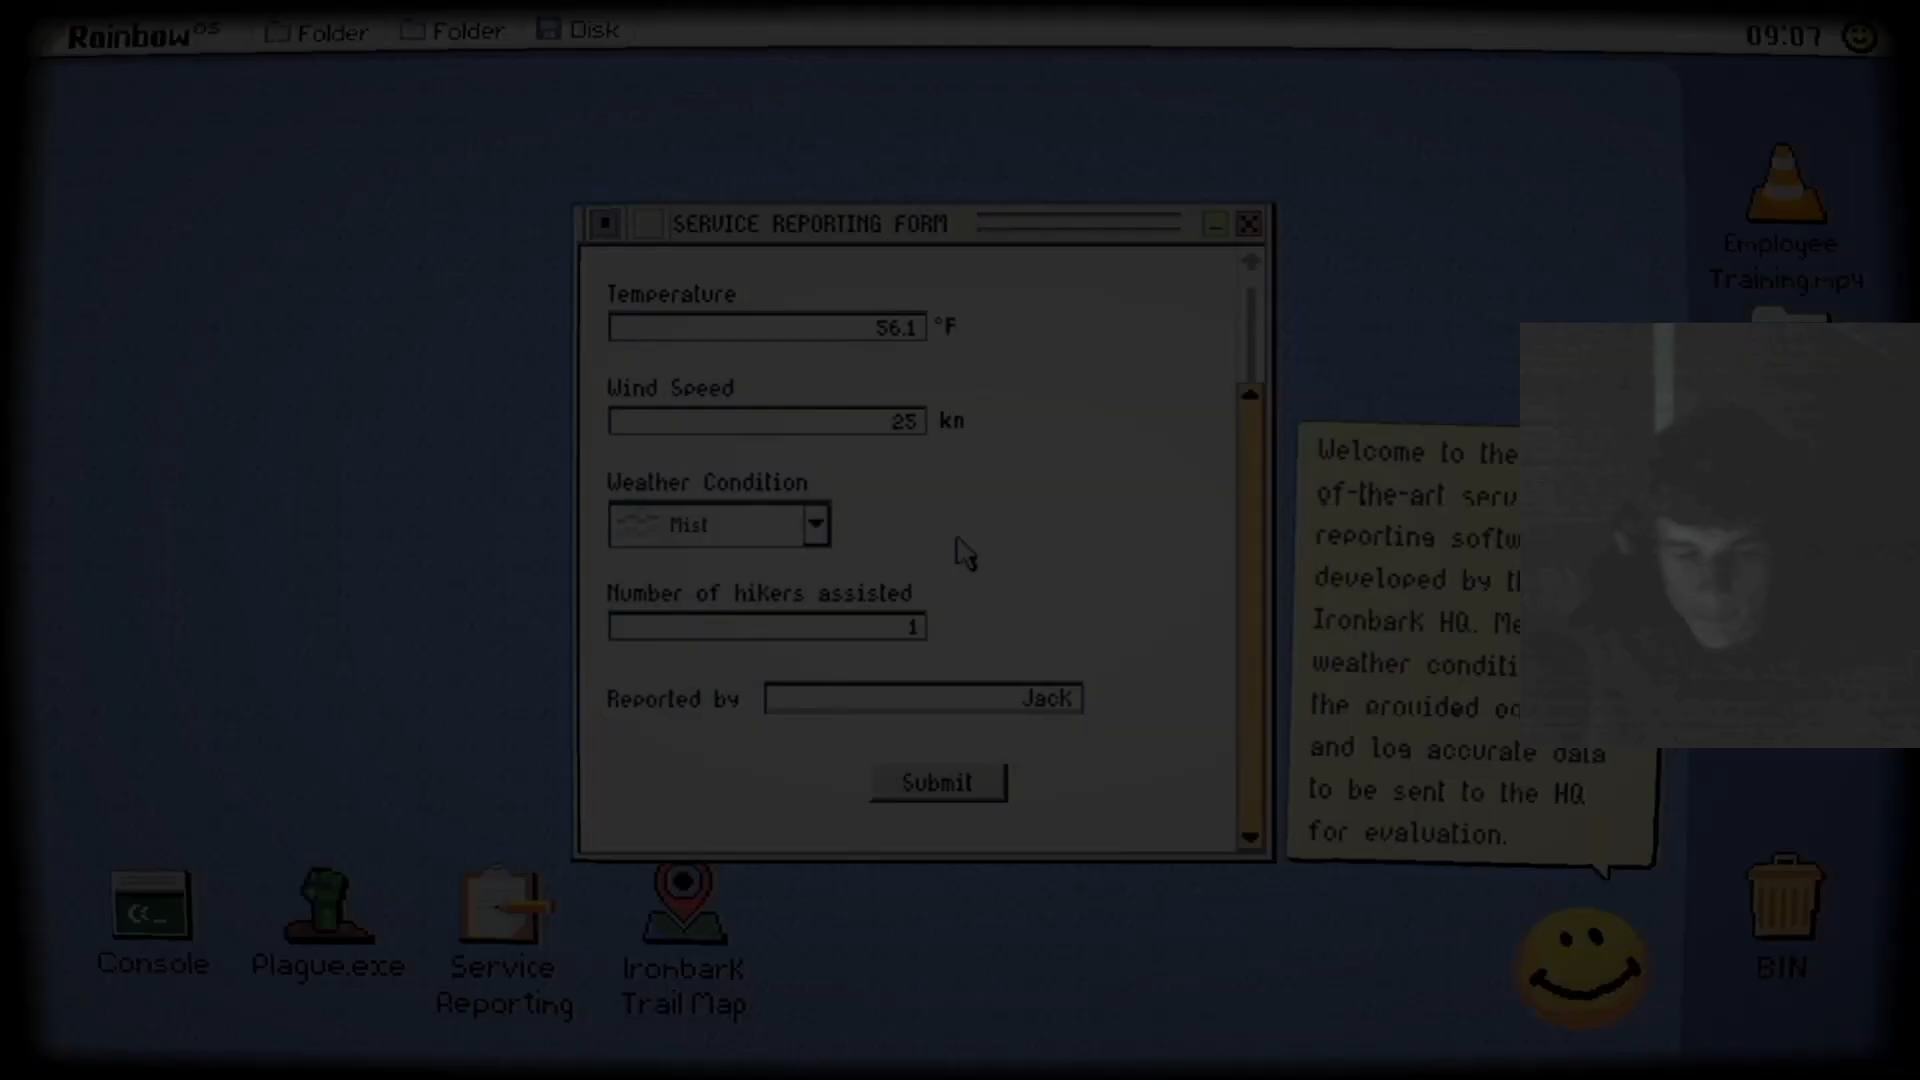 Rainbow OS Folder Folder Disk 09:07
Employee
Training.mp4
SERVICE REPORTING FORM
Temperature
56.1 °F
Wind Speed
25 kn
Weather Condition
Mist
Number of hikers assisted
1
Reported by Jack
Submit
Welcome to the
of-the-art
reporting
developed by
Ironbark HQ.
weather
the provided
and log accurate data
to be sent to the HQ
for evaluation.
Console
Plague.exe
Service
Reporting
Ironbark
Trail Map
BIN